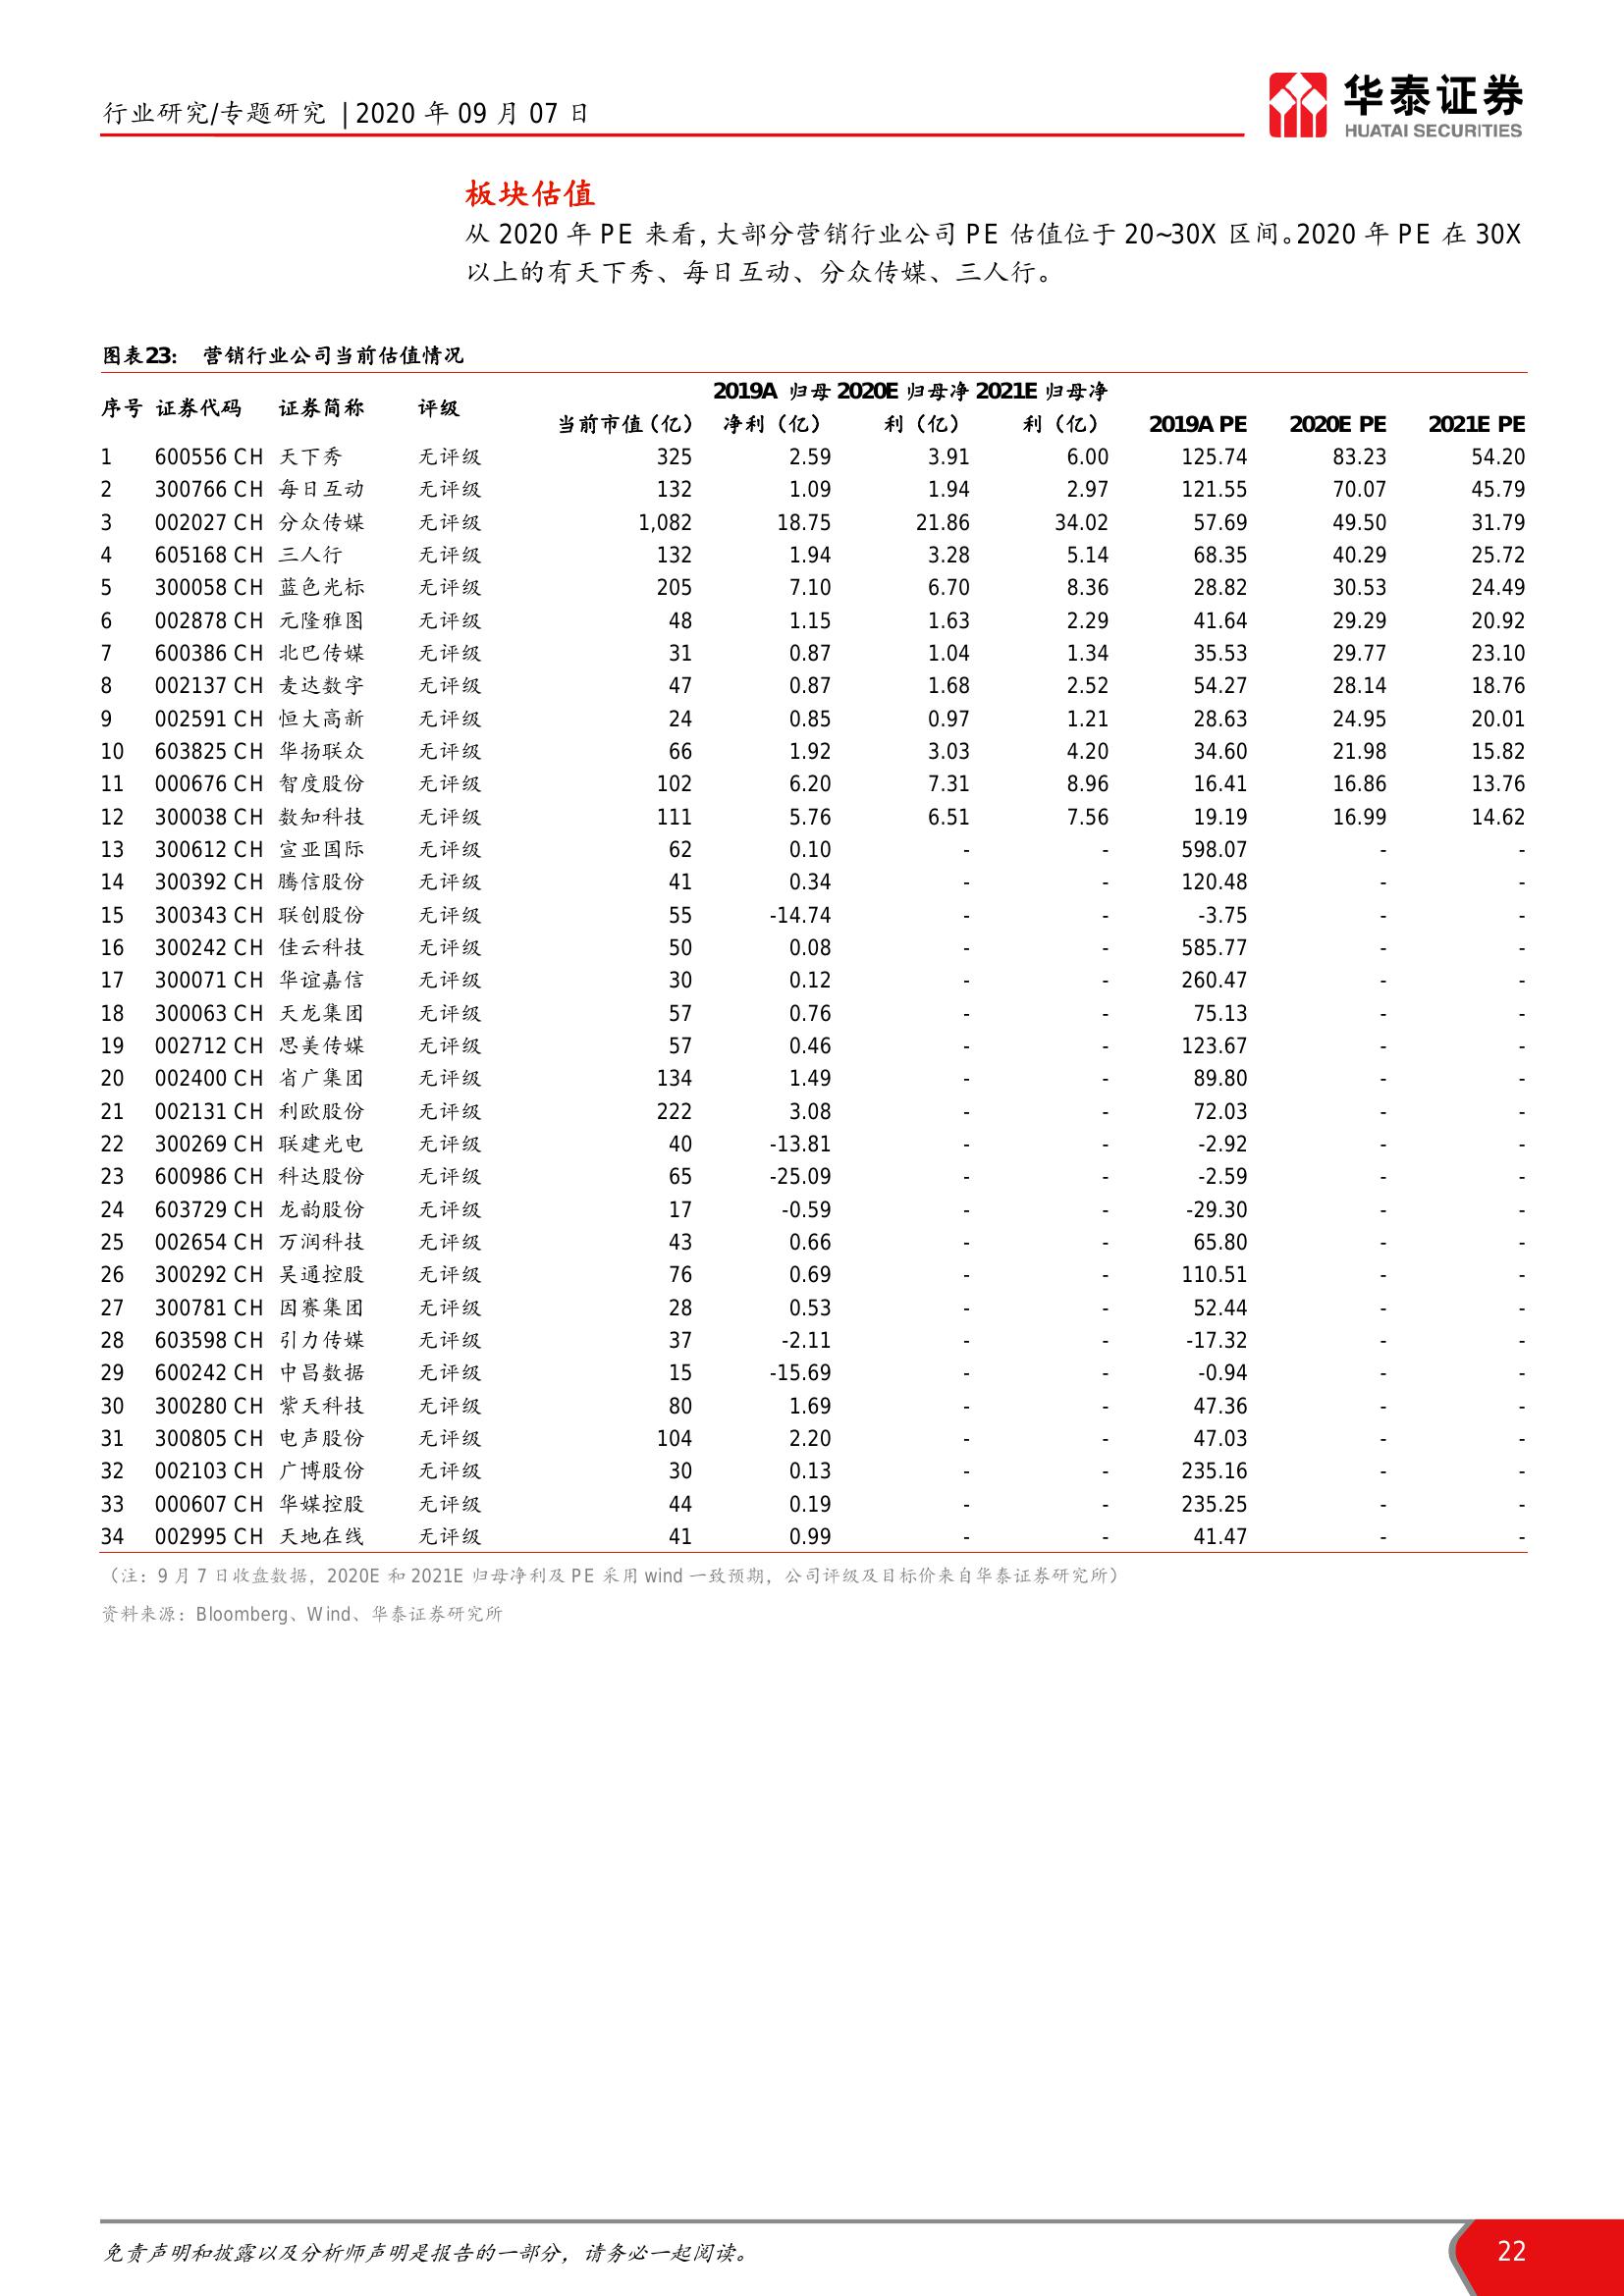 行业研究/专题研究 | 2020 年 09 月 07 日
华泰证券
HUATAI SECURITIES
板块估值
从 2020 年 PE 来看，大部分营销行业公司 PE 估值位于 20~30X 区间。2020 年 PE 在 30X
以上的有天下秀、每日互动、分众传媒、三人行。
图表23： 营销行业公司当前估值情况
2019A 归母 2020E 归母净 2021E 归母净
序号 证券代码 证券简称 评级
当前市值（亿） 净利（亿） 利（亿） 利（亿） 2019A PE 2020E PE 2021E PE
1 600556 CH 天下秀 无评级 325 2.59 3.91 6.00 125.74 83.23 54.20
2 300766 CH 每日互动 无评级 132 1.09 1.94 2.97 121.55 70.07 45.79
3 002027 CH 分众传媒 无评级 1,082 18.75 21.86 34.02 57.69 49.50 31.79
4 605168 CH 三人行 无评级 132 1.94 3.28 5.14 68.35 40.29 25.72
5 300058 CH 蓝色光标 无评级 205 7.10 6.70 8.36 28.82 30.53 24.49
6 002878 CH 元隆雅图 无评级 48 1.15 1.63 2.29 41.64 29.29 20.92
7 600386 CH 北巴传媒 无评级 31 0.87 1.04 1.34 35.53 29.77 23.10
8 002137 CH 麦达数字 无评级 47 0.87 1.68 2.52 54.27 28.14 18.76
9 002591 CH 恒大高新 无评级 24 0.85 0.97 1.21 28.63 24.95 20.01
10 603825 CH 华扬联众 无评级 66 1.92 3.03 4.20 34.60 21.98 15.82
11 000676 CH 智度股份 无评级 102 6.20 7.31 8.96 16.41 16.86 13.76
12 300038 CH 数知科技 无评级 111 5.76 6.51 7.56 19.19 16.99 14.62
13 300612 CH 宣亚国际 无评级 62 0.10 - - 598.07 - -
14 300392 CH 腾信股份 无评级 41 0.34 - - 120.48 - -
15 300343 CH 联创股份 无评级 55 -14.74 - - -3.75 - -
16 300242 CH 佳云科技 无评级 50 0.08 - - 585.77 - -
17 300071 CH 华谊嘉信 无评级 30 0.12 - - 260.47 - -
18 300063 CH 天龙集团 无评级 57 0.76 - - 75.13 - -
19 002712 CH 思美传媒 无评级 57 0.46 - - 123.67 - -
20 002400 CH 省广集团 无评级 134 1.49 - - 89.80 - -
21 002131 CH 利欧股份 无评级 222 3.08 - - 72.03 - -
22 300269 CH 联建光电 无评级 40 -13.81 - - -2.92 - -
23 600986 CH 科达股份 无评级 65 -25.09 - - -2.59 - -
24 603729 CH 龙韵股份 无评级 17 -0.59 - - -29.30 - -
25 002654 CH 万润科技 无评级 43 0.66 - - 65.80 - -
26 300292 CH 吴通控股 无评级 76 0.69 - - 110.51 - -
27 300781 CH 因赛集团 无评级 28 0.53 - - 52.44 - -
28 603598 CH 引力传媒 无评级 37 -2.11 - - -17.32 - -
29 600242 CH 中昌数据 无评级 15 -15.69 - - -0.94 - -
30 300280 CH 紫天科技 无评级 80 1.69 - - 47.36 - -
31 300805 CH 电声股份 无评级 104 2.20 - - 47.03 - -
32 002103 CH 广博股份 无评级 30 0.13 - - 235.16 - -
33 000607 CH 华媒控股 无评级 44 0.19 - - 235.25 - -
34 002995 CH 天地在线 无评级 41 0.99 - - 41.47 - -
（注：9 月 7 日收盘数据，2020E 和 2021E 归母净利及 PE 采用 wind 一致预期，公司评级及目标价来自华泰证券研究所）
资料来源：Bloomberg、Wind、华泰证券研究所
免责声明和披露以及分析师声明是报告的一部分，请务必一起阅读。
22